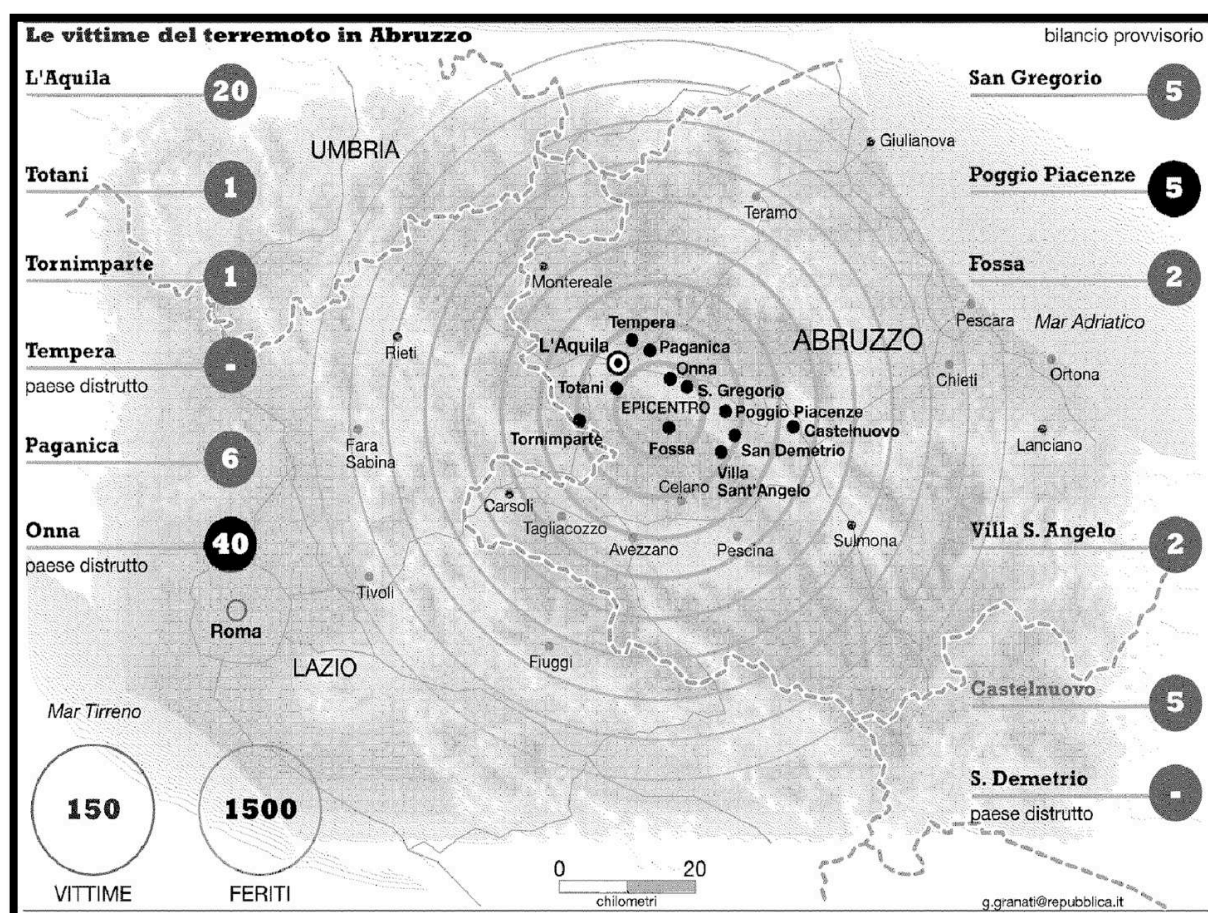 Le vittime del terremoto in Abruzzo
bilancio provvisorio
L'Aquila
20
Totani
1
Tornimparte
1
Tempera
-
paese distrutto
Paganica
6
Onna
40
paese distrutto
San Gregorio
5
Poggio Piacenze
5
Fossa
2
Villa S. Angelo
2
Castelnuovo
5
S. Demetrio
-
paese distrutto
UMBRIA
Giulianova
Teramo
Montereale
Pescara
Mar Adriatico
ABRUZZO
Rieti
Tempera
L'Aquila
Paganica
Onna
Chieti
Ortona
Totani
S. Gregorio
EPICENTRO
Poggio Piacenze
Castelnuovo
Tornimparte
Fossa
San Demetrio
Lanciano
Fara
Sabina
Villa
Sant'Angelo
Celano
Carsoli
Tagliacozzo
Avezzano
Pescina
Sulmona
Tivoli
Roma
Fiuggi
LAZIO
Mar Tirreno
150
VITTIME
1500
FERITI
0
20
chilometri
g.granati@repubblica.it